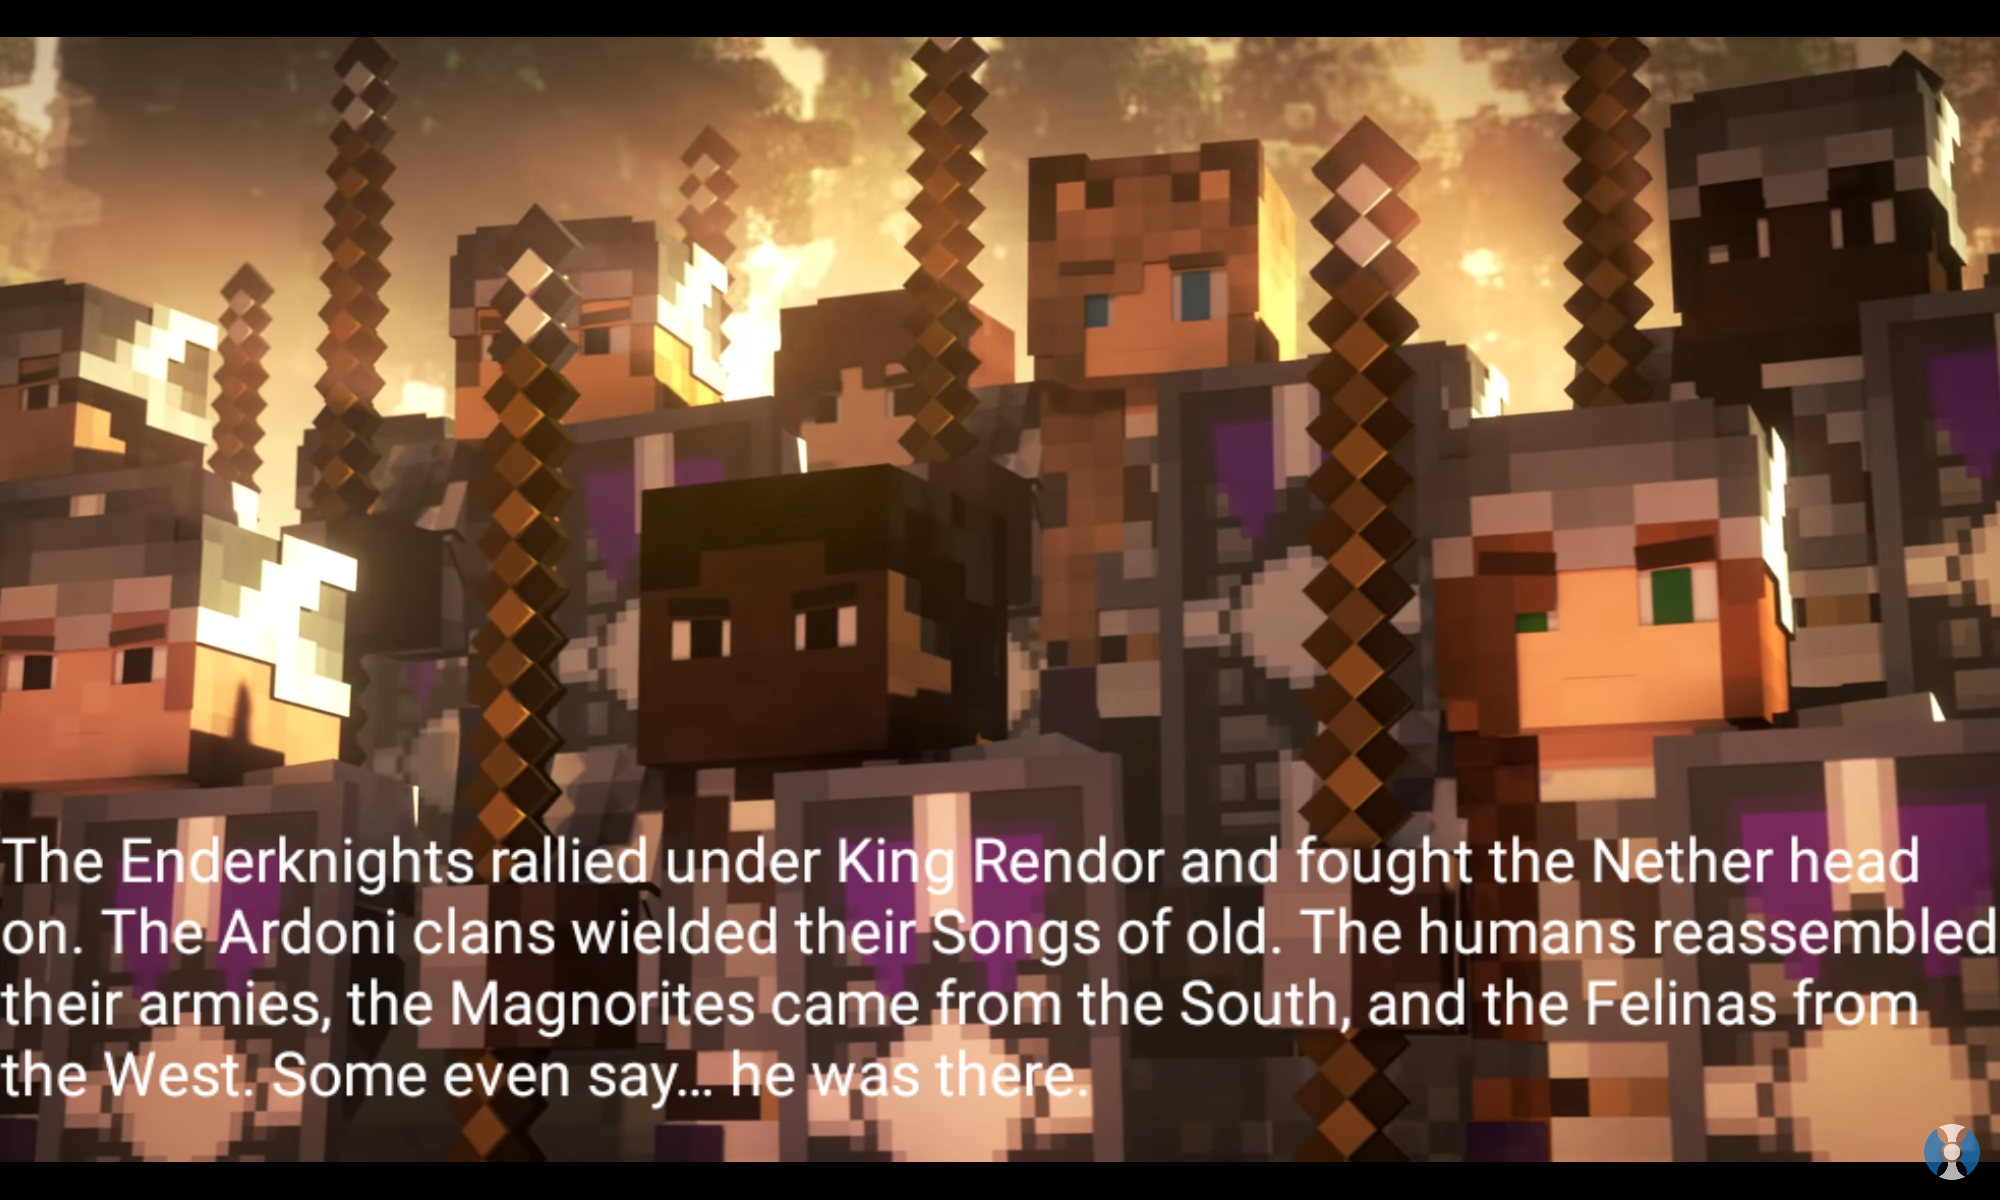 The Enderknights rallied under King Rendor and fought the Nether head
on. The Ardoni clans wielded their Songs of old. The humans reassembled
their armies, the Magnorites came from the South, and the Felinas from
the West. Some even say... he was there.